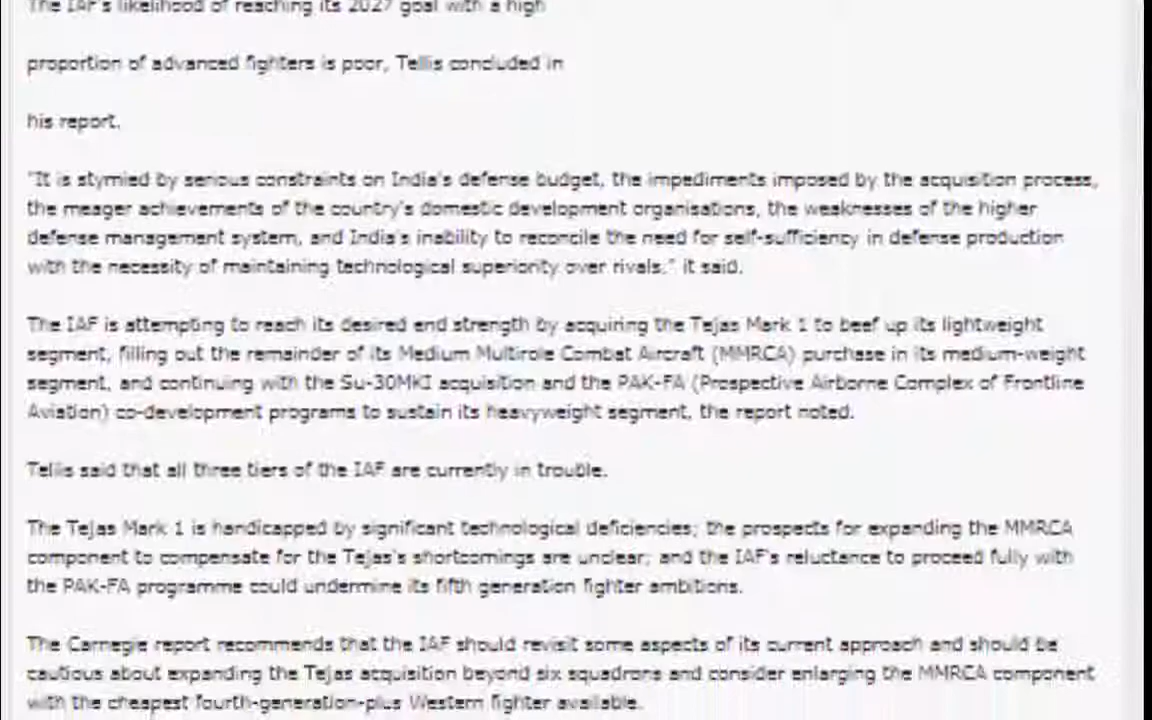 The IAF's likelihood of reaching its 2027 goal with a high
proportion of advanced fighters is poor, Tellis concluded in
his report.
"It is stymied by serious constraints on India's defense budget, the impediments imposed by the acquisition process,
the meager achievements of the country's domestic development organisations, the weaknesses of the higher
defense management system, and India's inability to reconcile the need for self-sufficiency in defense production
with the necessity of maintaining technological superiority over rivals," it said.
The IAF is attempting to reach its desired end strength by acquiring the Tejas Mark 1 to beef up its lightweight
segment, filling out the remainder of its Medium Multirole Combat Aircraft (MMRCA) purchase in its medium-weight
segment, and continuing with the Su-30MKI acquisition and the PAK-FA (Prospective Airborne Complex of Frontline
Aviation) co-development programs to sustain its heavyweight segment, the report noted.
Tellis said that all three tiers of the IAF are currently in trouble.
The Tejas Mark 1 is handicapped by significant technological deficiencies; the prospects for expanding the MMRCA
component to compensate for the Tejas's shortcomings are unclear; and the IAF's reluctance to proceed fully with
the PAK-FA programme could undermine its fifth generation fighter ambitions.
The Carnegie report recommends that the IAF should revisit some aspects of its current approach and should be
cautious about expanding the Tejas acquisition beyond six squadrons and consider enlarging the MMRCA component
with the cheapest fourth-generation-plus Western fighter available.